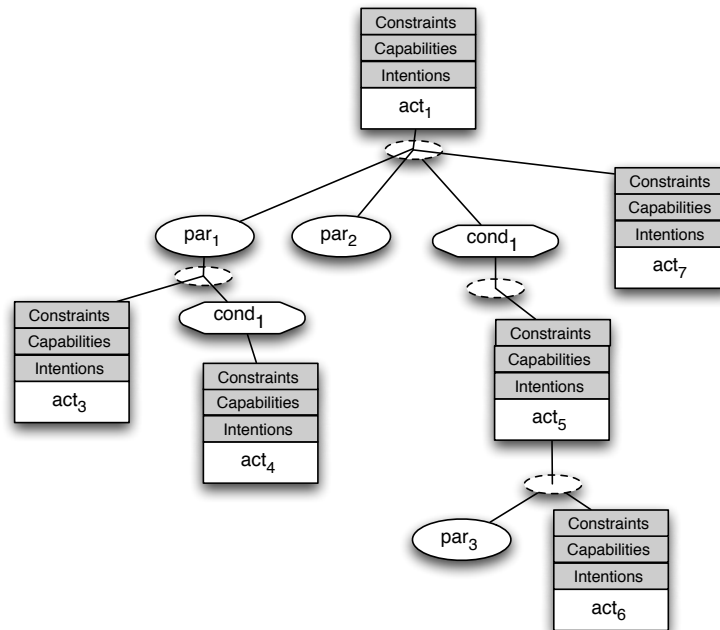 Constraints
Capabilities
Intentions
act1
par1
par2
cond1
Constraints
Capabilities
Intentions
act7
Constraints
Capabilities
Intentions
act3
cond1
Constraints
Capabilities
Intentions
act4
Constraints
Capabilities
Intentions
act5
par3
Constraints
Capabilities
Intentions
act6